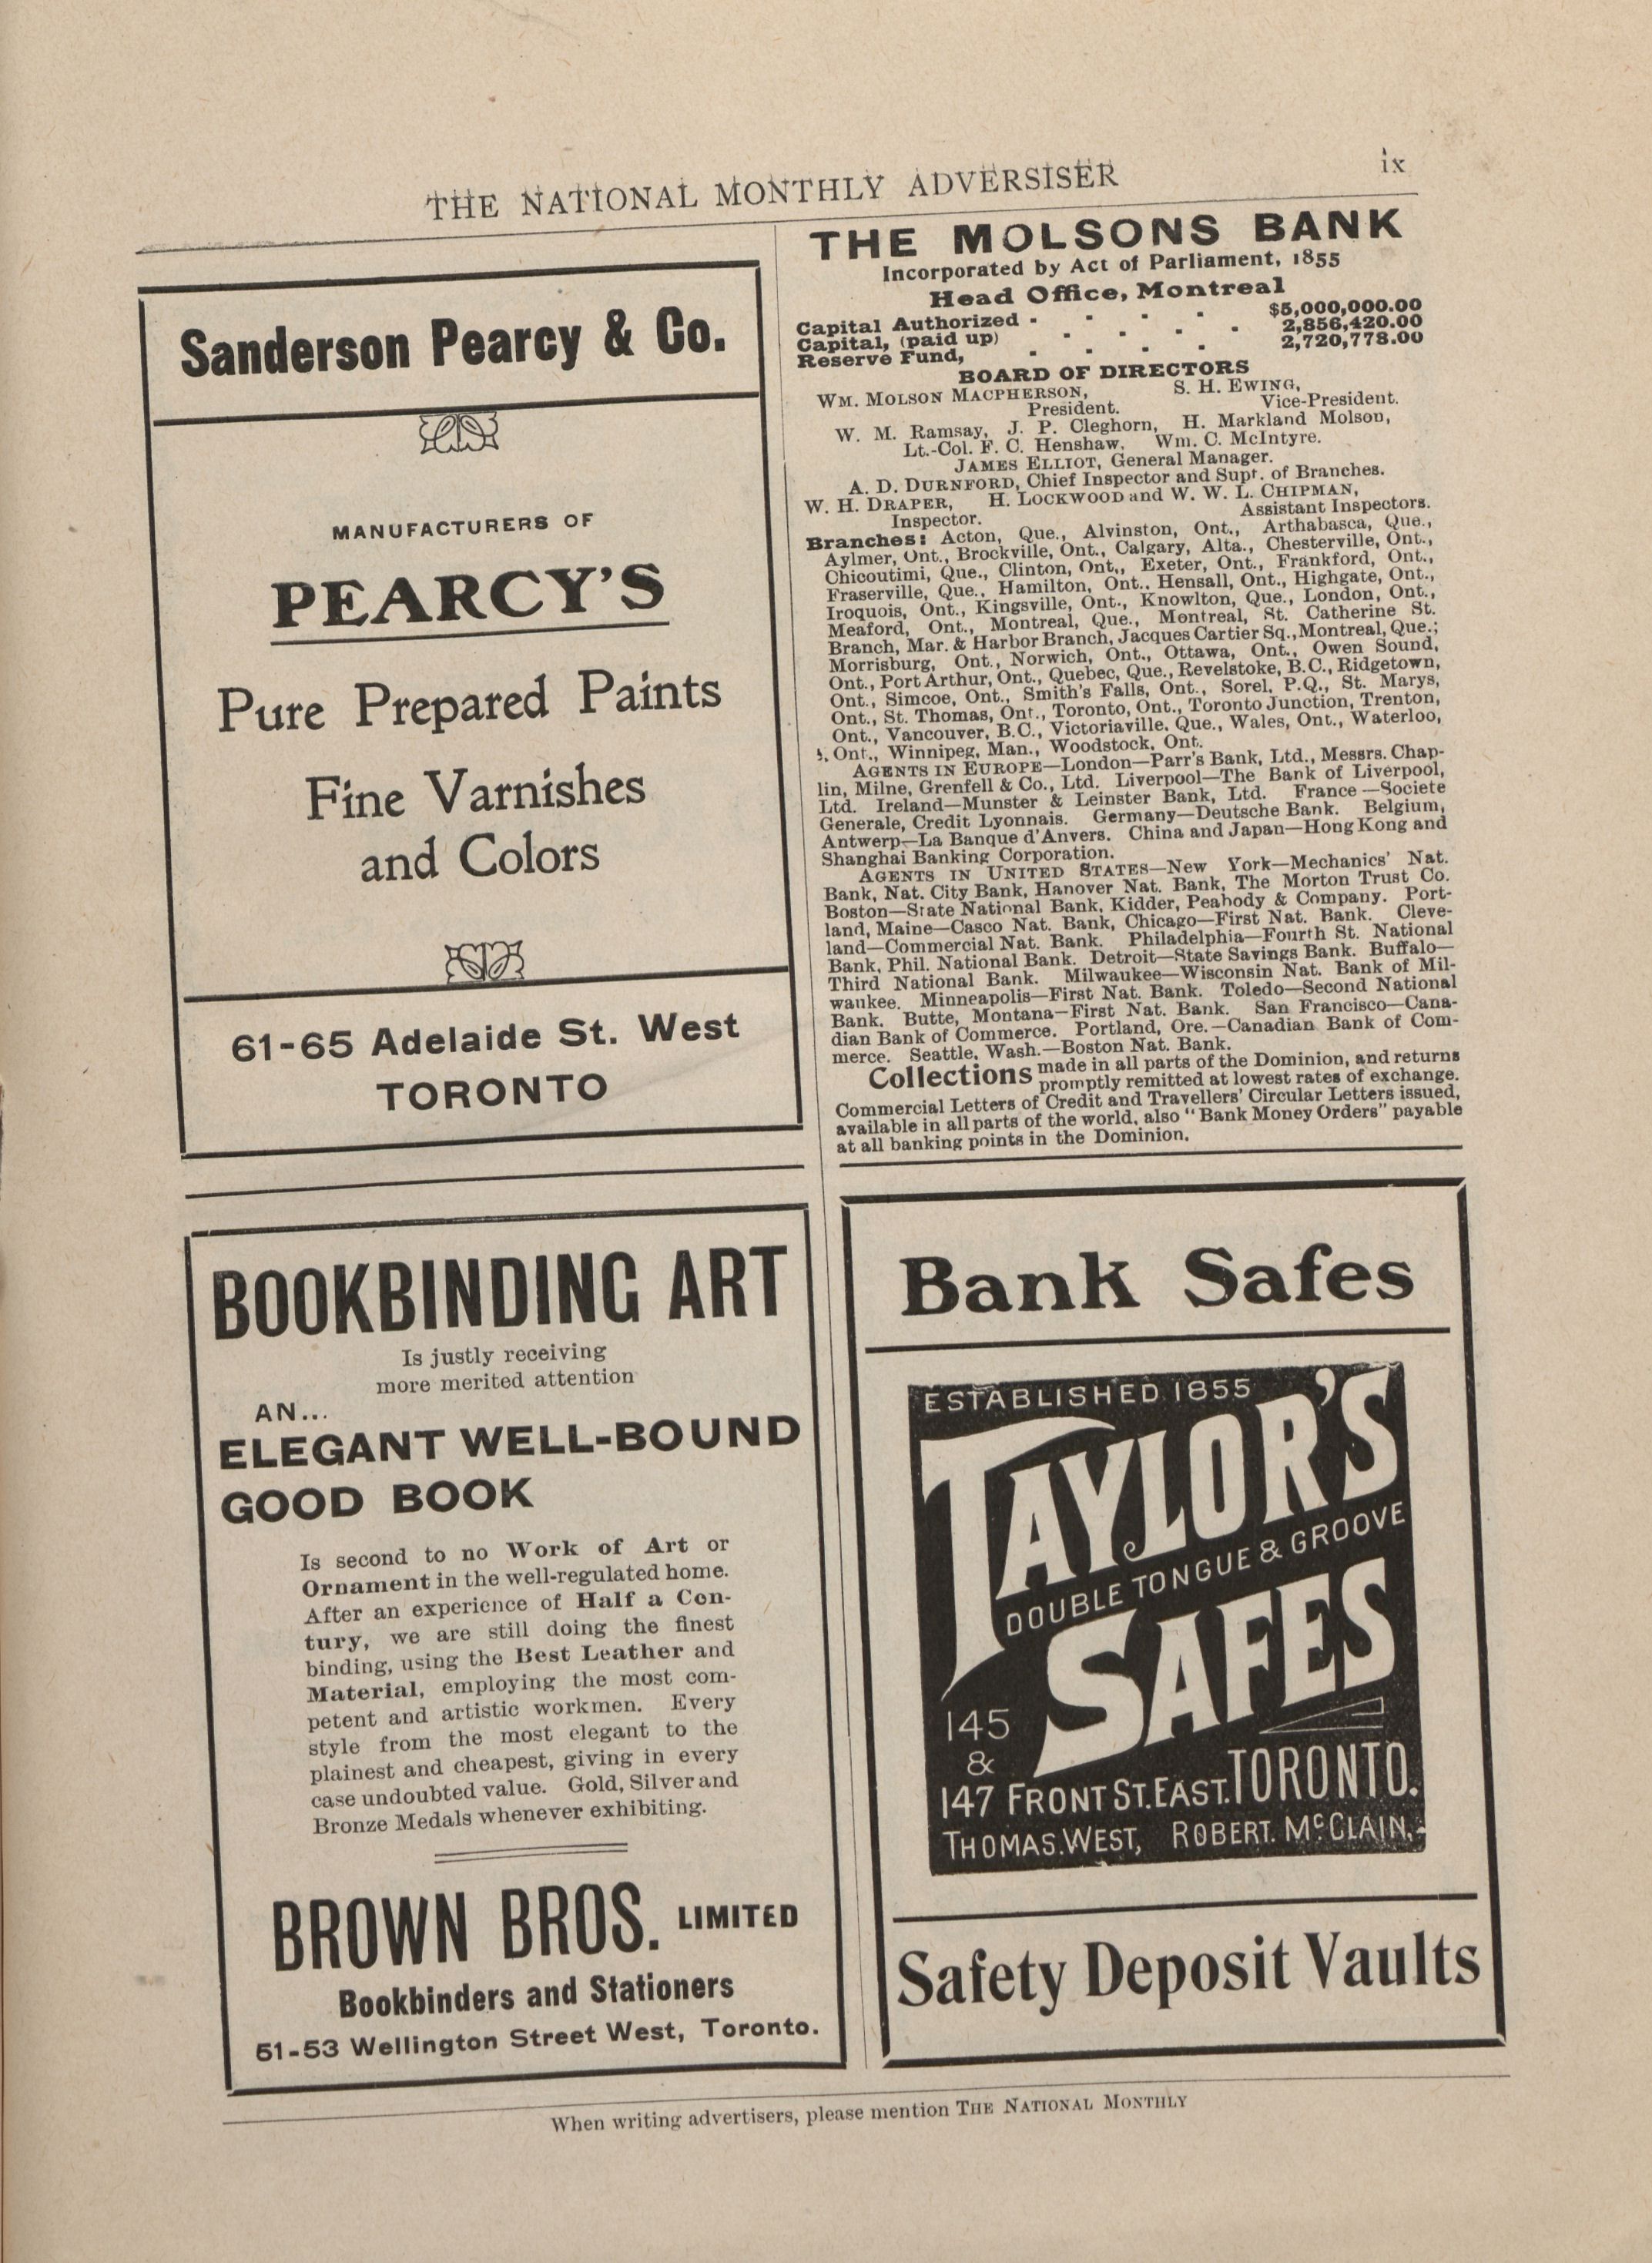 THE NATIONAL MONTHLY ADVERSISER
ix
Sanderson Pearcy & Co.
MANUFACTURERS OF
PEARCY'S
Pure Prepared Paints
Fine Varnishes
and Colors
61-65 Adelaide St. West
TORONTO
THE MOLSONS BANK
Incorporated by Act of Parliament, 1855
Head Office, Montreal
Capital Authorized - - - - $5,000,000.00
Capital, (paid up) - - - - 2,856,420.00
Reserve Fund, - - - - 2,720,778.00
BOARD OF DIRECTORS
WM. MOLSON MACPHERSON, S. H. EWING,
President. Vice-President.
W. M. Ramsay, J. P. Cleghorn, H. Markland Molson,
Lt.-Col. F. C. Henshaw, Wm. C. McIntyre.
JAMES ELLIOT, General Manager.
A. D. DURNFORD, Chief Inspector and Supt. of Branches.
W. H. DRAPER, H. LOCKWOOD and W. W. L. CHIPMAN,
Inspector. Assistant Inspectors.
Branches: Acton, Que., Alvinston, Ont., Arthabasca, Que.,
Aylmer, Ont., Brockville, Ont., Calgary, Alta., Chesterville, Ont.,
Chicoutimi, Que., Clinton, Ont., Exeter, Ont., Frankford, Ont.,
Fraserville, Que., Hamilton, Ont., Hensall, Ont., Highgate, Ont.,
Iroquois, Ont., Kingsville, Ont., Knowlton, Que., London, Ont.,
Meaford, Ont., Montreal, Que., Montreal, St. Catherine St.
Branch, Mar. & Harbor Branch, Jacques Cartier Sq., Montreal, Que.;
Morrisburg, Ont., Norwich, Ont., Ottawa, Ont., Owen Sound,
Ont., Port Arthur, Ont., Quebec, Que., Revelstoke, B.C., Ridgetown,
Ont., Simcoe, Ont., Smith's Falls, Ont., Sorel, P.Q., St. Marys,
Ont., St. Thomas, Ont., Toronto, Ont., Toronto Junction, Trenton,
Ont., Vancouver, B.C., Victoriaville, Que., Wales, Ont., Waterloo,
Ont., Winnipeg, Man., Woodstock, Ont.
AGENTS IN EUROPE—London—Parr's Bank, Ltd., Messrs. Chap-
lin, Milne, Grenfell & Co., Ltd. Liverpool—The Bank of Liverpool,
Ltd. Ireland—Munster & Leinster Bank, Ltd. France—Societe
Generale, Credit Lyonnais. Germany—Deutsche Bank. Belgium,
Antwerp—La Banque d'Anvers. China and Japan—Hong Kong and
Shanghai Banking Corporation.
AGENTS IN UNITED STATES—New York—Mechanics' Nat.
Bank, Nat. City Bank, Hanover Nat. Bank, The Morton Trust Co.
Boston—State National Bank, Kidder, Peabody & Company. Port-
land, Maine—Casco Nat. Bank, Chicago—First Nat. Bank. Cleve-
land—Commercial Nat. Bank. Philadelphia—Fourth St. National
Bank, Phil. National Bank. Detroit—State Savings Bank. Buffalo—
Third National Bank. Milwaukee—Wisconsin Nat. Bank of Mil-
waukee. Minneapolis—First Nat. Bank. Toledo—Second National
Bank. Butte, Montana—First Nat. Bank. San Francisco—Cana-
dian Bank of Commerce. Portland, Ore.—Canadian Bank of Com-
merce. Seattle, Wash.—Boston Nat. Bank.
Collections made in all parts of the Dominion, and returns
promptly remitted at lowest rates of exchange.
Commercial Letters of Credit and Travellers' Circular Letters issued,
available in all parts of the world, also "Bank Money Orders" payable
at all banking points in the Dominion.
BOOKBINDING ART
Is justly receiving
more merited attention
AN...
ELEGANT WELL-BOUND
GOOD BOOK
Is second to no Work of Art or
Ornament in the well-regulated home.
After an experience of Half a Cen-
tury, we are still doing the finest
binding, using the Best Leather and
Material, employing the most com-
petent and artistic workmen. Every
style from the most elegant to the
plainest and cheapest, giving in every
case undoubted value. Gold, Silver and
Bronze Medals whenever exhibiting.
BROWN BROS. LIMITED
Bookbinders and Stationers
51-53 Wellington Street West, Toronto.
Bank Safes
ESTABLISHED 1855
TAYLOR'S
DOUBLE TONGUE & GROOVE
SAFES
145
&
147 FRONT ST. EAST. TORONTO.
THOMAS. WEST, ROBERT. McCLAIN,
Safety Deposit Vaults
When writing advertisers, please mention THE NATIONAL MONTHLY